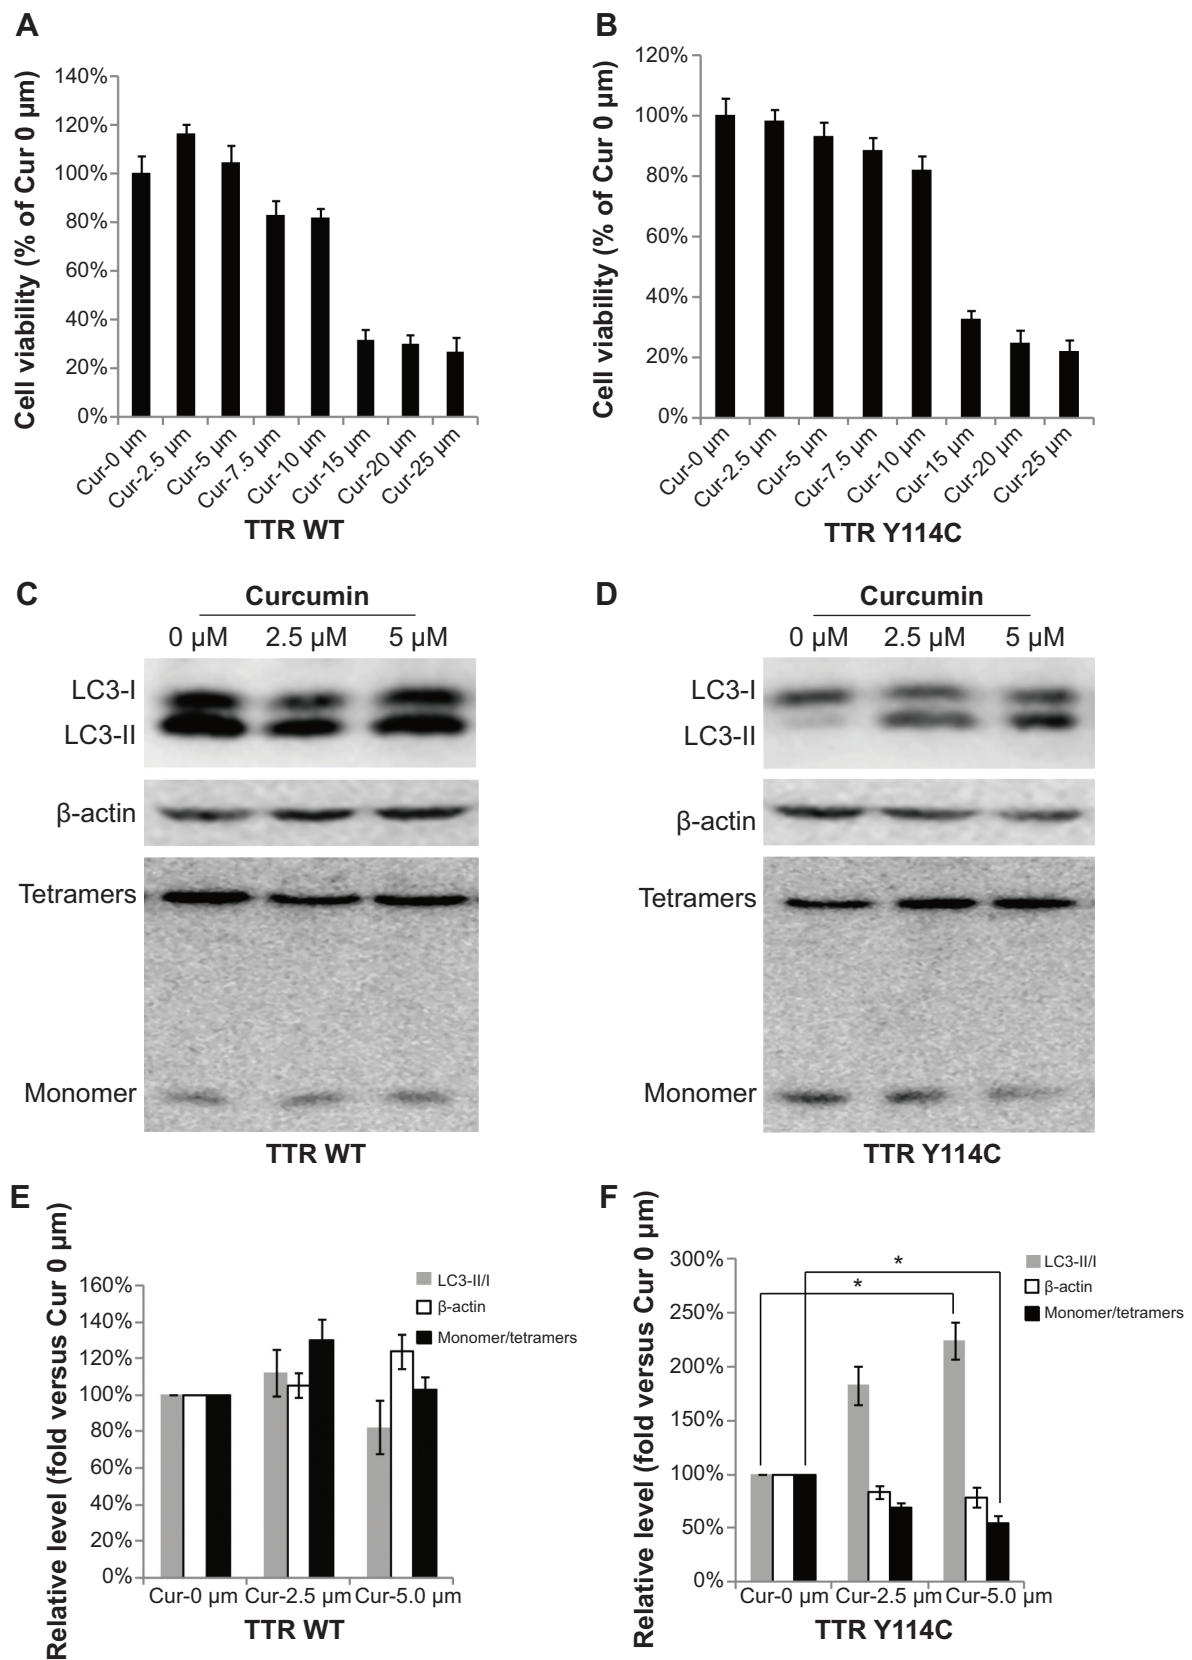 A
Cell viability (% of Cur 0 µm)
140%
120%
100%
80%
60%
40%
20%
0%
Cur-0 µm
Cur-2.5 µm
Cur-5 µm
Cur-7.5 µm
Cur-10 µm
Cur-15 µm
Cur-20 µm
Cur-25 µm
TTR WT
B
Cell viability (% of Cur 0 µm)
120%
100%
80%
60%
40%
20%
0%
Cur-0 µm
Cur-2.5 µm
Cur-5 µm
Cur-7.5 µm
Cur-10 µm
Cur-15 µm
Cur-20 µm
Cur-25 µm
TTR Y114C
C
Curcumin
0 µM 2.5 µM 5 µM
LC3-I
LC3-II
β-actin
Tetramers
Monomer
TTR WT
D
Curcumin
0 µM 2.5 µM 5 µM
LC3-I
LC3-II
β-actin
Tetramers
Monomer
TTR Y114C
E
Relative level (fold versus Cur 0 µm)
160%
140%
120%
100%
80%
60%
40%
20%
0%
LC3-II/I
β-actin
Monomer/tetramers
Cur-0 µm Cur-2.5 µm Cur-5.0 µm
TTR WT
F
Relative level (fold versus Cur 0 µm)
300%
250%
200%
150%
100%
50%
0%
*
*
LC3-II/I
β-actin
Monomer/tetramers
Cur-0 µm Cur-2.5 µm Cur-5.0 µm
TTR Y114C